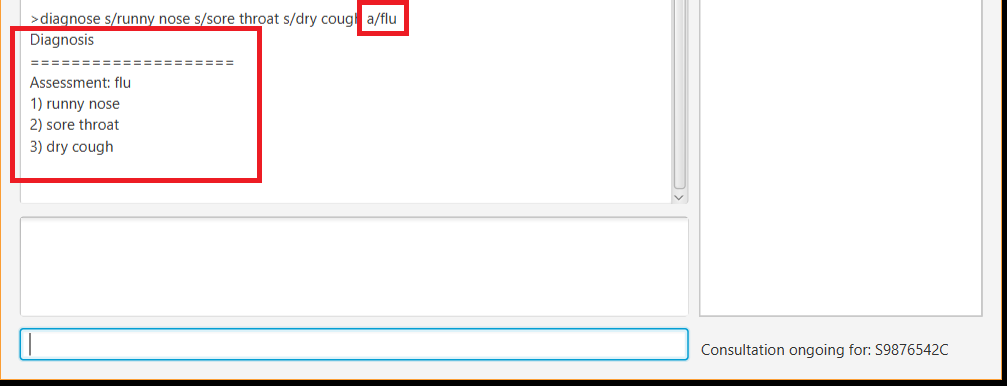 >diagnose s/runny nose s/sore throat s/dry cough a/flu
Diagnosis
====================
Assessment: flu
1) runny nose
2) sore throat
3) dry cough
Consultation ongoing for: S9876542C